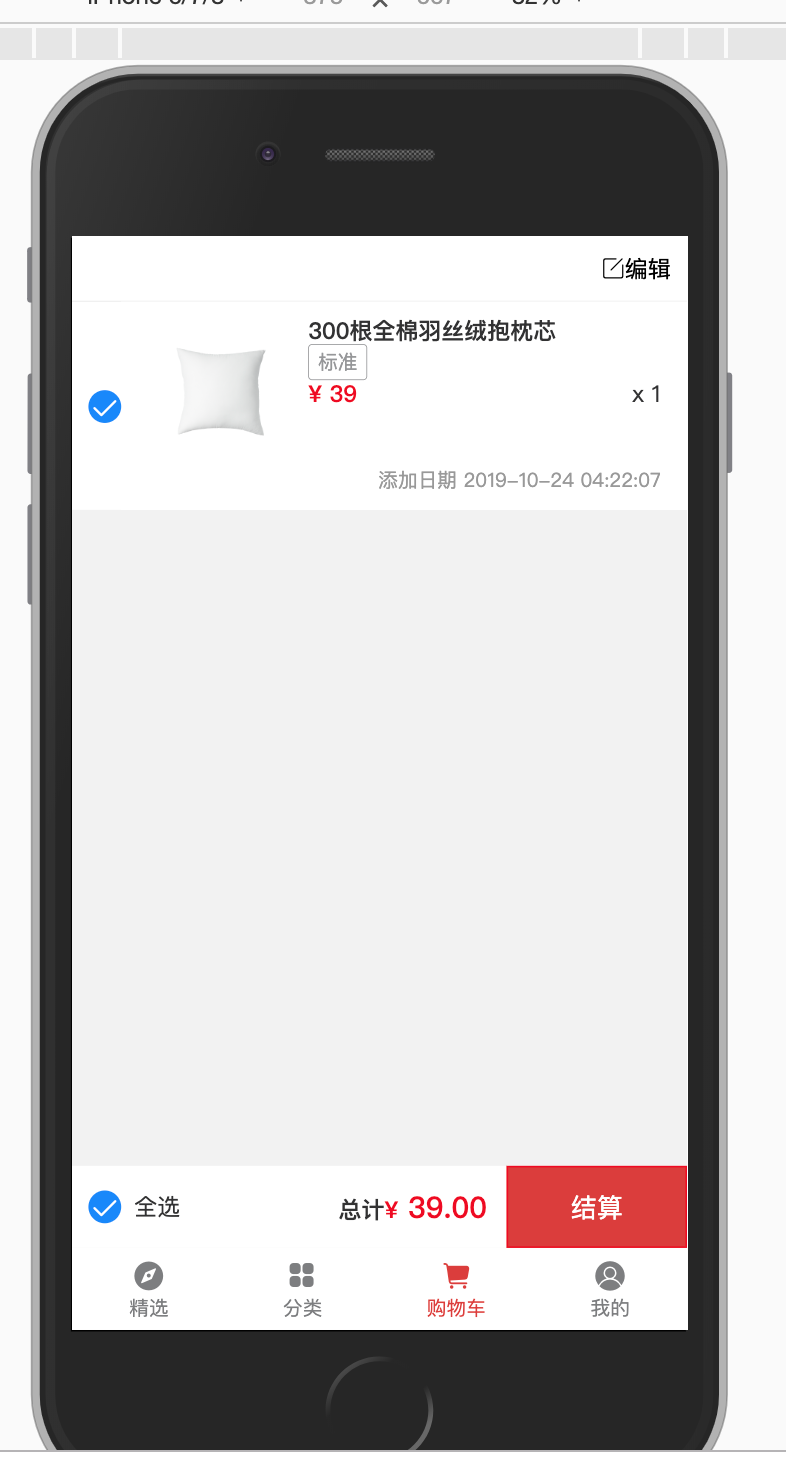 编辑
300根全棉羽丝绒抱枕芯
标准
¥ 39
x 1
添加日期 2019-10-24 04:22:07
全选
总计¥ 39.00
结算
精选
分类
购物车
我的